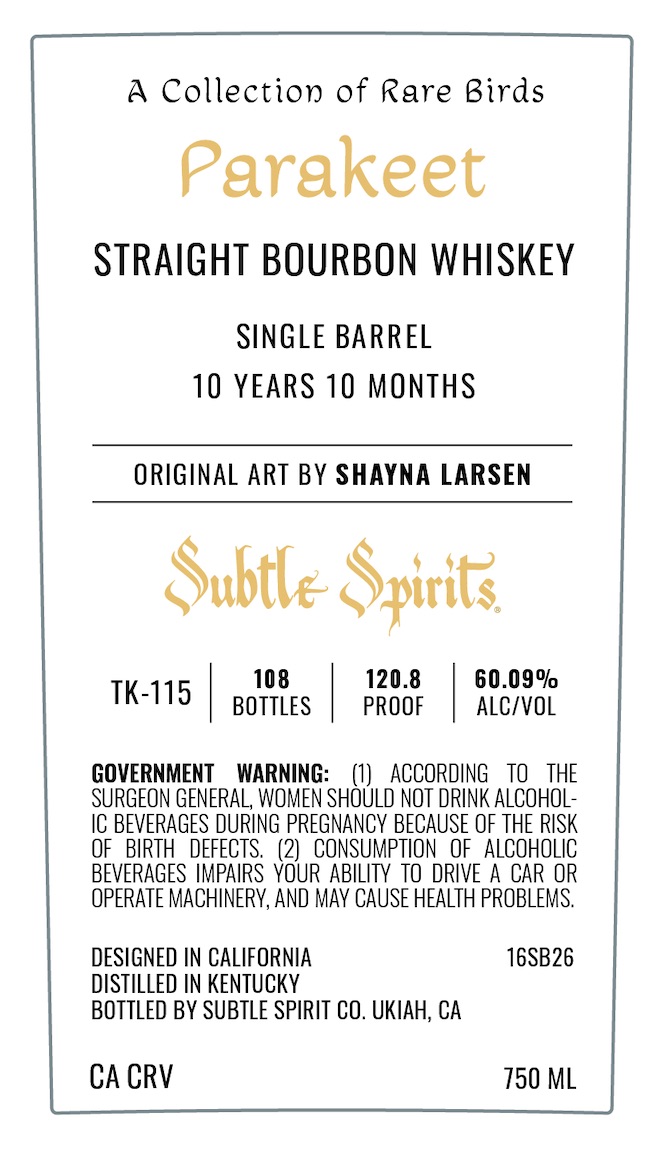 A Collection of Rare Birds
Parakeet
STRAIGHT BOURBON WHISKEY
SINGLE BARREL
10 YEARS 10 MONTHS
ORIGINAL ART BY SHAYNA LARSEN
Subtle Spirits®
TK-115 108 BOTTLES 120.8 PROOF 60.09% ALC/VOL
GOVERNMENT WARNING: (1) ACCORDING TO THE
SURGEON GENERAL, WOMEN SHOULD NOT DRINK ALCOHOL-
IC BEVERAGES DURING PREGNANCY BECAUSE OF THE RISK
OF BIRTH DEFECTS. (2) CONSUMPTION OF ALCOHOLIC
BEVERAGES IMPAIRS YOUR ABILITY TO DRIVE A CAR OR
OPERATE MACHINERY, AND MAY CAUSE HEALTH PROBLEMS.
DESIGNED IN CALIFORNIA 16SB26
DISTILLED IN KENTUCKY
BOTTLED BY SUBTLE SPIRIT CO. UKIAH, CA
CA CRV 750 ML